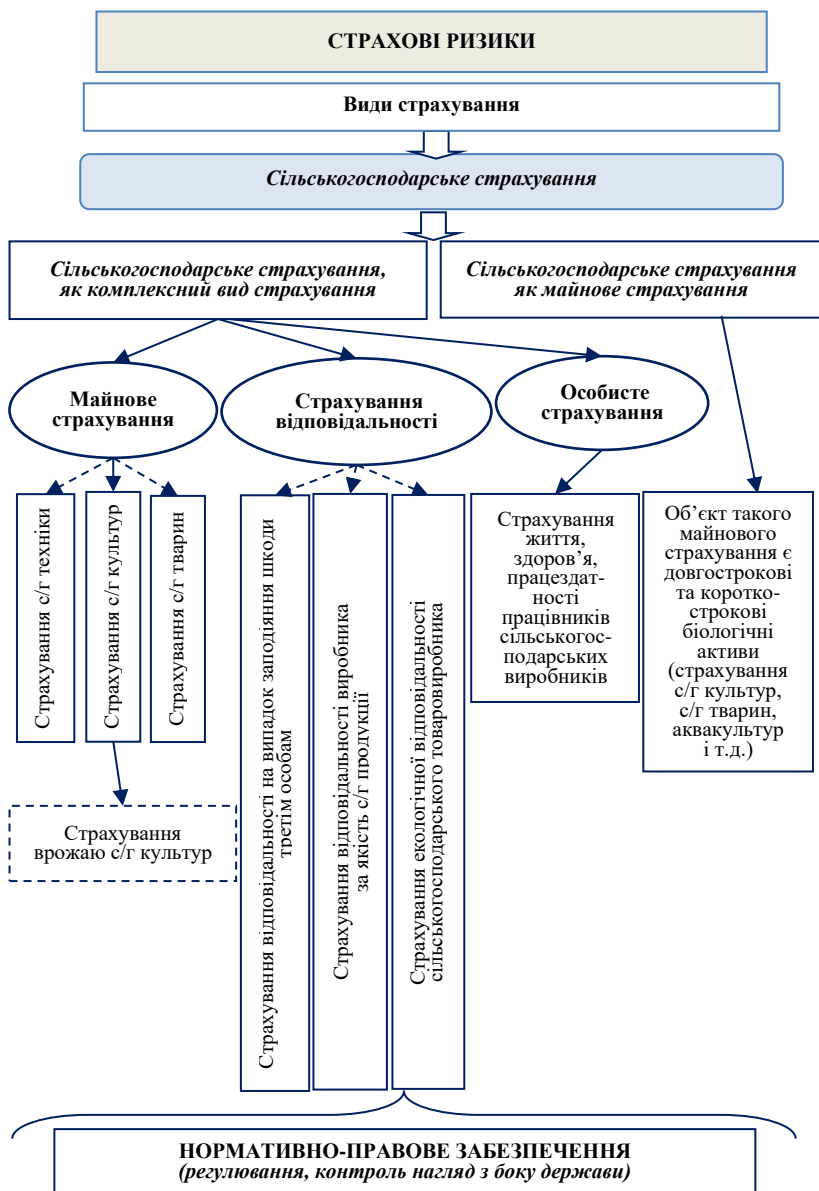 СТРАХОВІ РИЗИКИ
Види страхування
Сільськогосподарське страхування
Сільськогосподарське страхування,
як комплексний вид страхування
Сільськогосподарське страхування
як майнове страхування
Майнове
страхування
Страхування
відповідальності
Особисте
страхування
Страхування с/г техніки
Страхування с/г культур
Страхування с/г тварин
Страхування
врожаю с/г культур
Страхування відповідальності на випадок заподіяння шкоди
третім особам
Страхування відповідальності виробника
за якість с/г продукції
Страхування екологічної відповідальності
сільськогосподарського товаровиробника
Страхування
життя,
здоров’я,
працездат-
ності
працівників
сільськогос-
подарських
виробників
Об’єкт такого
майнового
страхування є
довгострокові
та коротко-
строкові
біологічні
активи
(страхування
с/г культур,
с/г тварин,
аквакультур
і т.д.)
НОРМАТИВНО-ПРАВОВЕ ЗАБЕЗПЕЧЕННЯ
(регулювання, контроль нагляд з боку держави)